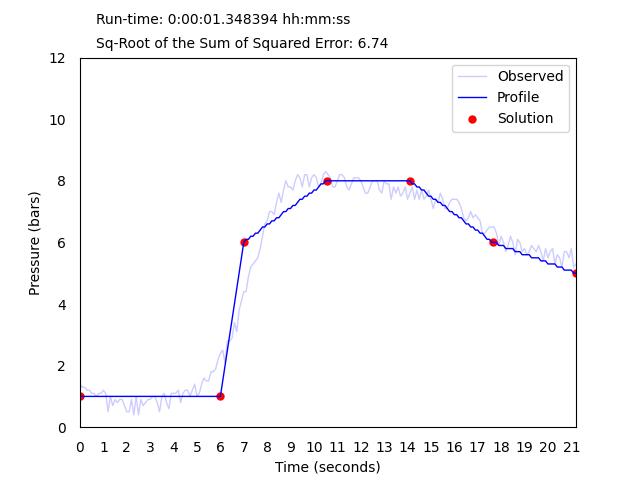 Run-time: 0:00:01.348394 hh:mm:ss
Sq-Root of the Sum of Squared Error: 6.74
12
10
8
6
4
2
0
Pressure (bars)
Observed
Profile
Solution
0 1 2 3 4 5 6 7 8 9 10 11 12 13 14 15 16 17 18 19 20 21
Time (seconds)